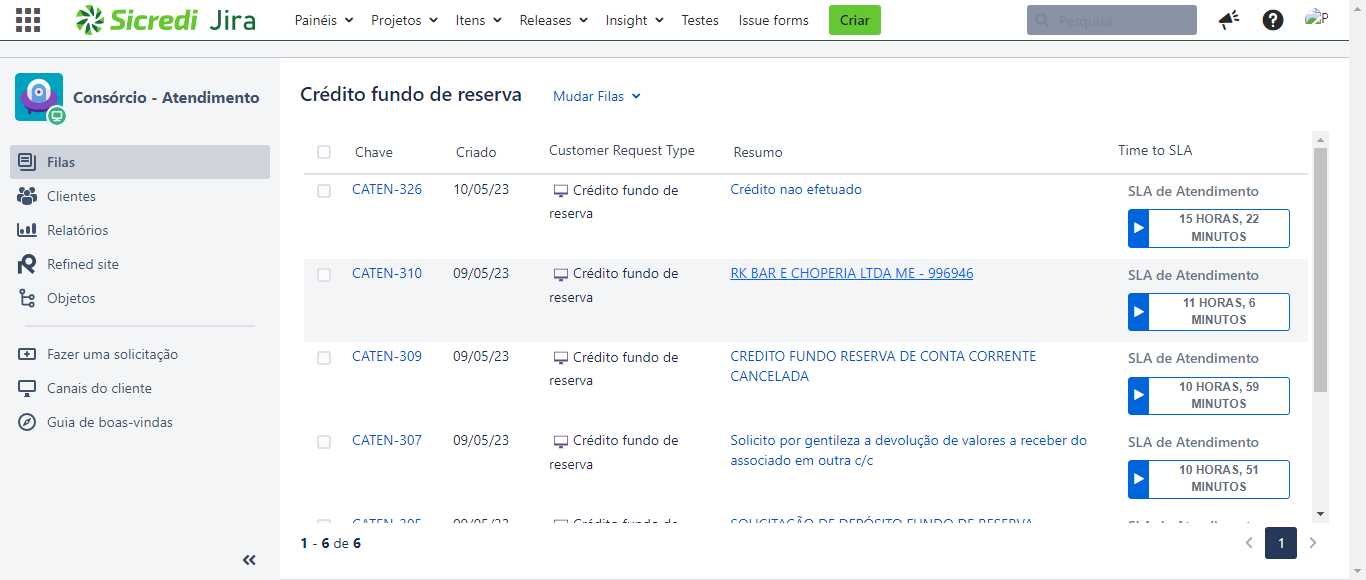 Sicredi Jira
Painéis
Projetos
Itens
Releases
Insight
Testes
Issue forms
Criar
Pesquisa
P
Consórcio - Atendimento
Filas
Clientes
Relatórios
Refined site
Objetos
Fazer uma solicitação
Canais do cliente
Guia de boas-vindas
Crédito fundo de reserva
Mudar Filas
Chave
Criado
Customer Request Type
Resumo
Time to SLA
CATEN-326
10/05/23
Crédito fundo de
reserva
Crédito nao efetuado
SLA de Atendimento
15 HORAS, 22
MINUTOS
CATEN-310
09/05/23
Crédito fundo de
reserva
RK BAR E CHOPERIA LTDA ME - 996946
SLA de Atendimento
11 HORAS, 6
MINUTOS
CATEN-309
09/05/23
Crédito fundo de
reserva
CREDITO FUNDO RESERVA DE CONTA CORRENTE
CANCELADA
SLA de Atendimento
10 HORAS, 59
MINUTOS
CATEN-307
09/05/23
Crédito fundo de
reserva
Solicito por gentileza a devolução de valores a receber do
associado em outra c/c
SLA de Atendimento
10 HORAS, 51
MINUTOS
CATEN-305
09/05/23
Crédito fundo de
SOLICITAÇÃO DE DEPÓSITO FUNDO DE RESERVA
SLA de Atendimento
1 - 6 de 6
1